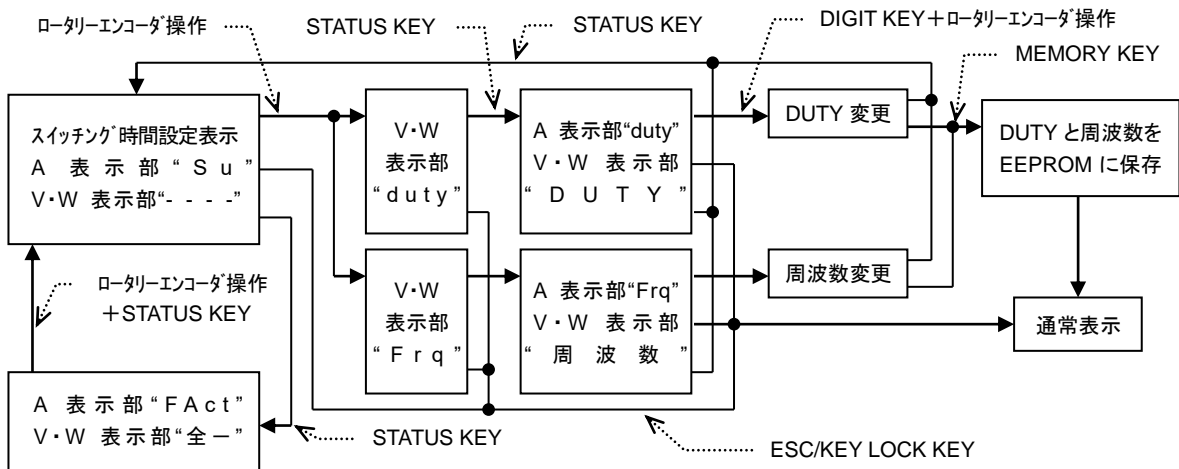 ロータリーエンコーダ操作
STATUS KEY
STATUS KEY
DIGIT KEY＋ロータリーエンコーダ操作
MEMORY KEY
スイッチング時間設定表示
A 表示部“Su”
V・W 表示部“- - - -”
V・W
表示部
“duty”
A 表示部“duty”
V・W 表示部
“DUTY”
DUTY 変更
DUTY と周波数を
EEPROM に保存
V・W
表示部
“Frq”
A 表示部“Frq”
V・W 表示部
“周波数”
周波数変更
通常表示
ロータリーエンコーダ操作
＋STATUS KEY
A 表示部“FAct”
V・W 表示部“全－”
STATUS KEY
ESC/KEY LOCK KEY